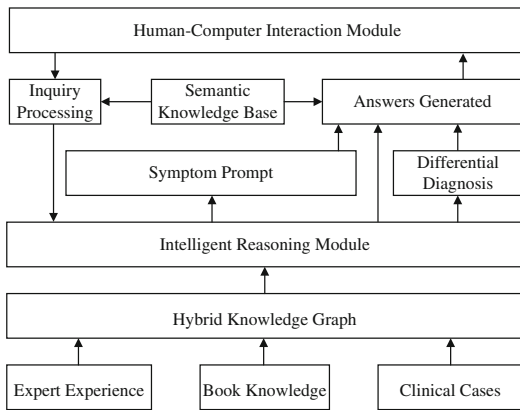 Human-Computer Interaction Module
Inquiry
Processing
Semantic
Knowledge Base
Answers Generated
Symptom Prompt
Differential
Diagnosis
Intelligent Reasoning Module
Hybrid Knowledge Graph
Expert Experience
Book Knowledge
Clinical Cases